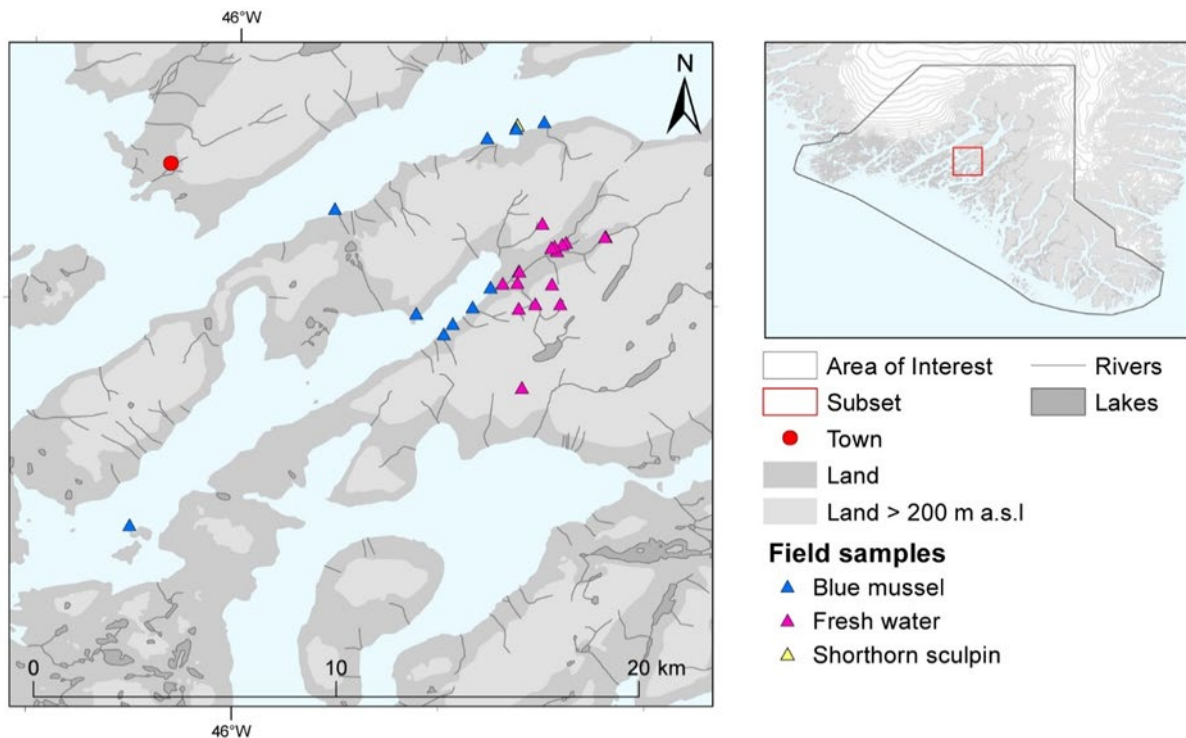 46°W
N
0 10 20 km
46°W
Area of Interest
Rivers
Subset
Lakes
Town
Land
Land > 200 m a.s.l
Field samples
Blue mussel
Fresh water
Shorthorn sculpin